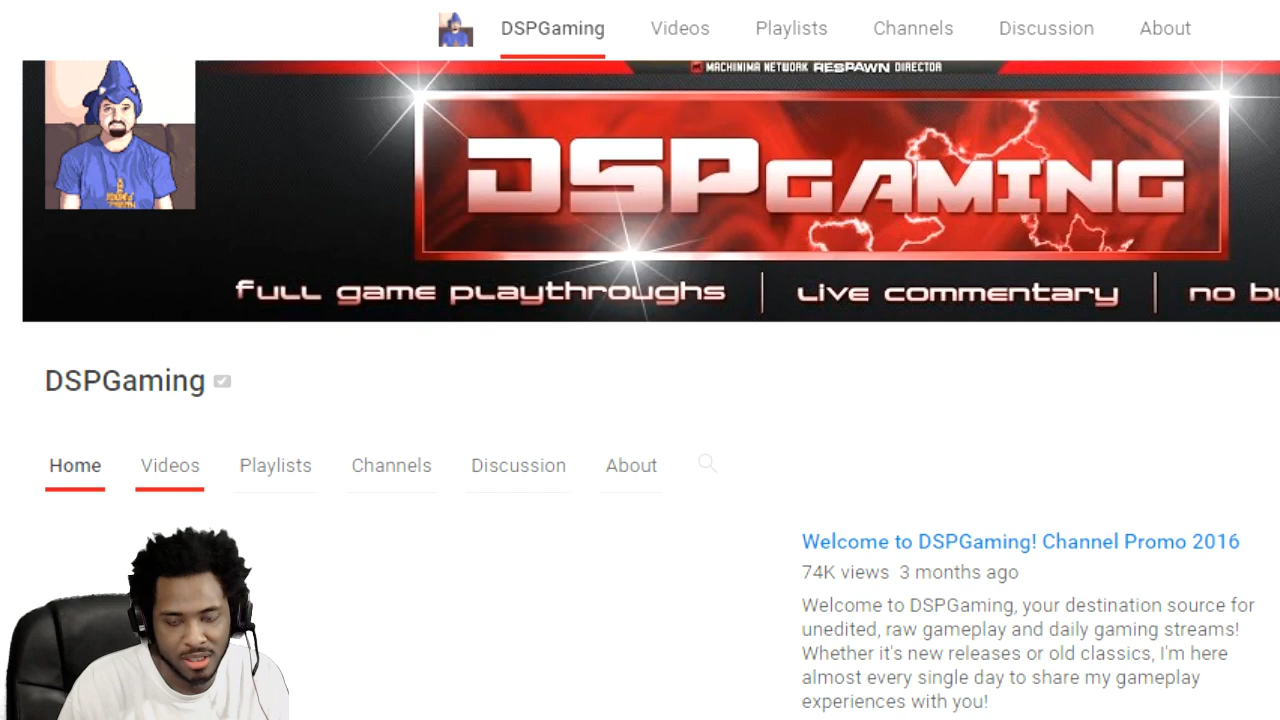 DSPGaming Videos Playlists Channels Discussion About
MACHINIMA NETWORK RESPAWN DIRECTOR
DSPGAMING
full game playthroughs | live commentary | no
DSPGaming
Home Videos Playlists Channels Discussion About
Welcome to DSPGaming! Channel Promo 2016
74K views 3 months ago
Welcome to DSPGaming, your destination source for
unedited, raw gameplay and daily gaming streams!
Whether it's new releases or old classics, I'm here
almost every single day to share my gameplay
experiences with you!